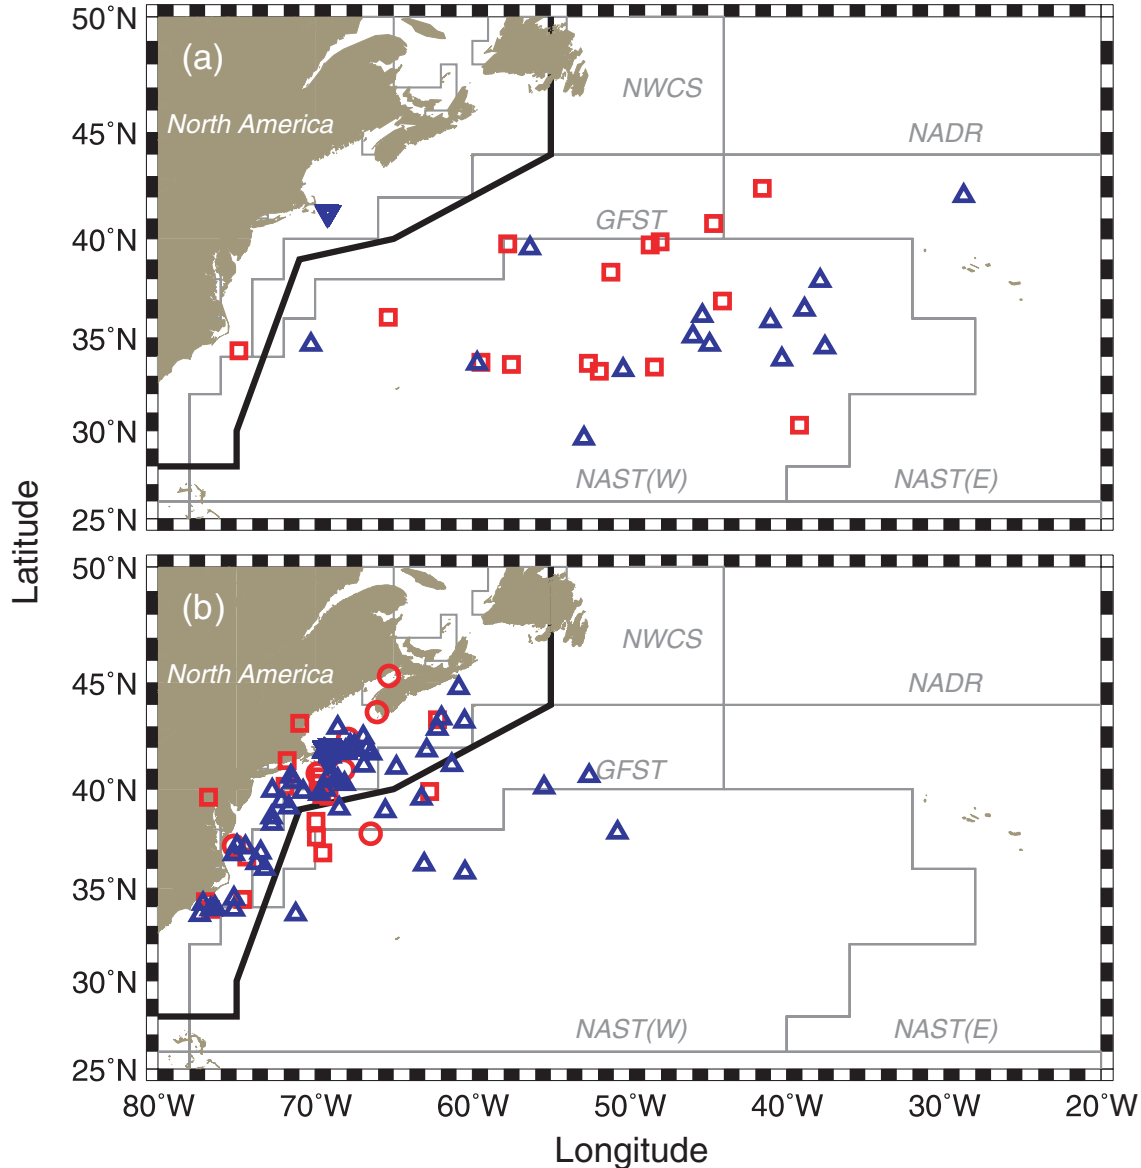 50˚N
(a)
NWCS
45˚N
North America
NADR
40˚N
GFST
35˚N
30˚N
NAST(W)
NAST(E)
25˚N
Latitude
50˚N
(b)
NWCS
45˚N
North America
NADR
40˚N
GFST
35˚N
30˚N
NAST(W)
NAST(E)
25˚N
80˚W 70˚W 60˚W 50˚W 40˚W 30˚W 20˚W
Longitude